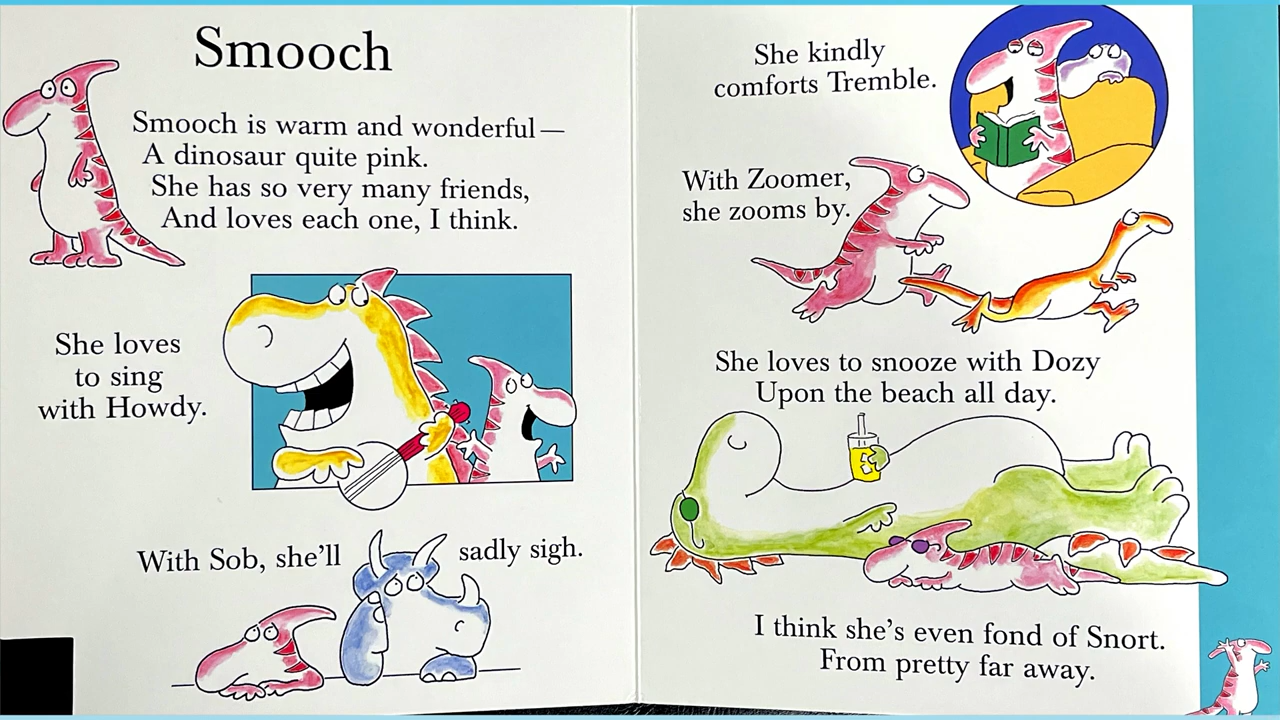 Smooch
Smooch is warm and wonderful—
A dinosaur quite pink.
She has so very many friends,
And loves each one, I think.
She loves
to sing
with Howdy.
With Sob, she'll sadly sigh.
She kindly
comforts Tremble.
With Zoomer,
she zooms by.
She loves to snooze with Dozy
Upon the beach all day.
I think she's even fond of Snort.
From pretty far away.